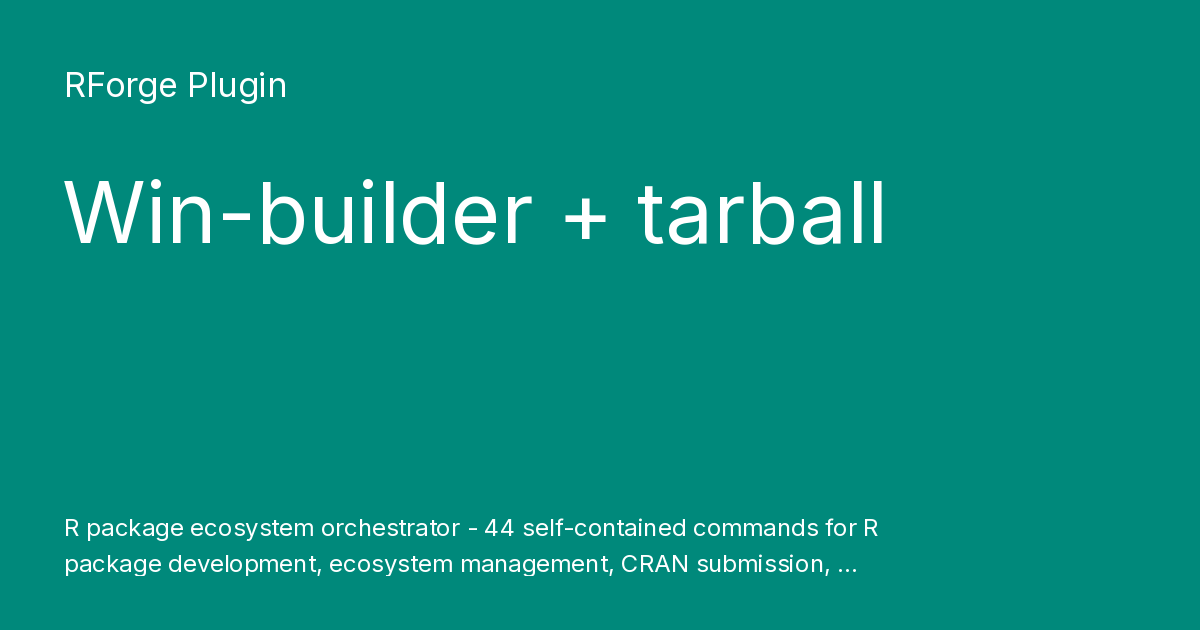 RForge Plugin
Win-builder + tarball
R package ecosystem orchestrator - 44 self-contained commands for R
package development, ecosystem management, CRAN submission, ...